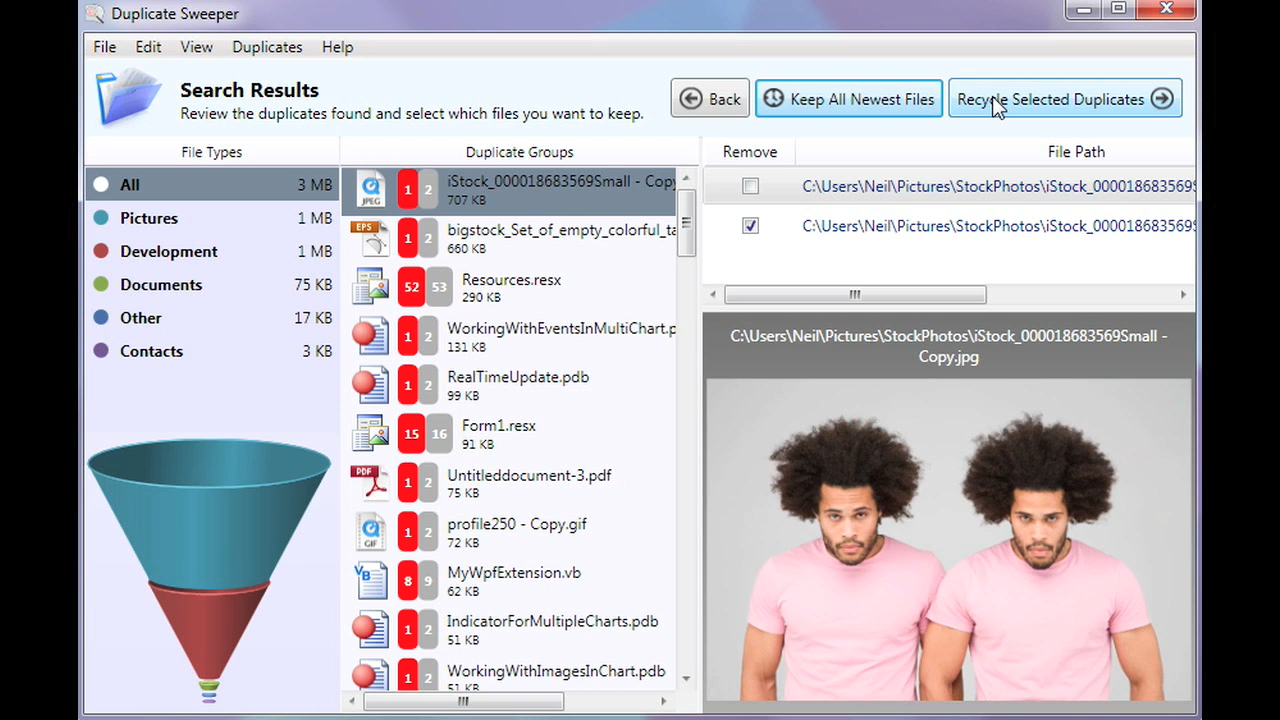 Duplicate Sweeper
File Edit View Duplicates Help
Search Results
Review the duplicates found and select which files you want to keep.
Back
Keep All Newest Files
Recycle Selected Duplicates
File Types
All 3 MB
Pictures 1 MB
Development 1 MB
Documents 75 KB
Other 17 KB
Contacts 3 KB
Duplicate Groups
JPEG 1 2 iStock_000018683569Small - Copy
707 KB
EPS 1 2 bigstock_Set_of_empty_colorful_ta
660 KB
52 53 Resources.resx
290 KB
1 2 WorkingWithEventsInMultiChart.p
131 KB
1 2 RealTimeUpdate.pdb
99 KB
15 16 Form1.resx
91 KB
PDF 1 2 Untitleddocument-3.pdf
75 KB
GIF 1 2 profile250 - Copy.gif
72 KB
VB 8 9 MyWpfExtension.vb
62 KB
1 2 IndicatorForMultipleCharts.pdb
51 KB
1 2 WorkingWithImagesInChart.pdb
51 KB
Remove File Path
C:\Users\Neil\Pictures\StockPhotos\iStock_000018683569S
C:\Users\Neil\Pictures\StockPhotos\iStock_000018683569S
C:\Users\Neil\Pictures\StockPhotos\iStock_000018683569Small -
Copy.jpg